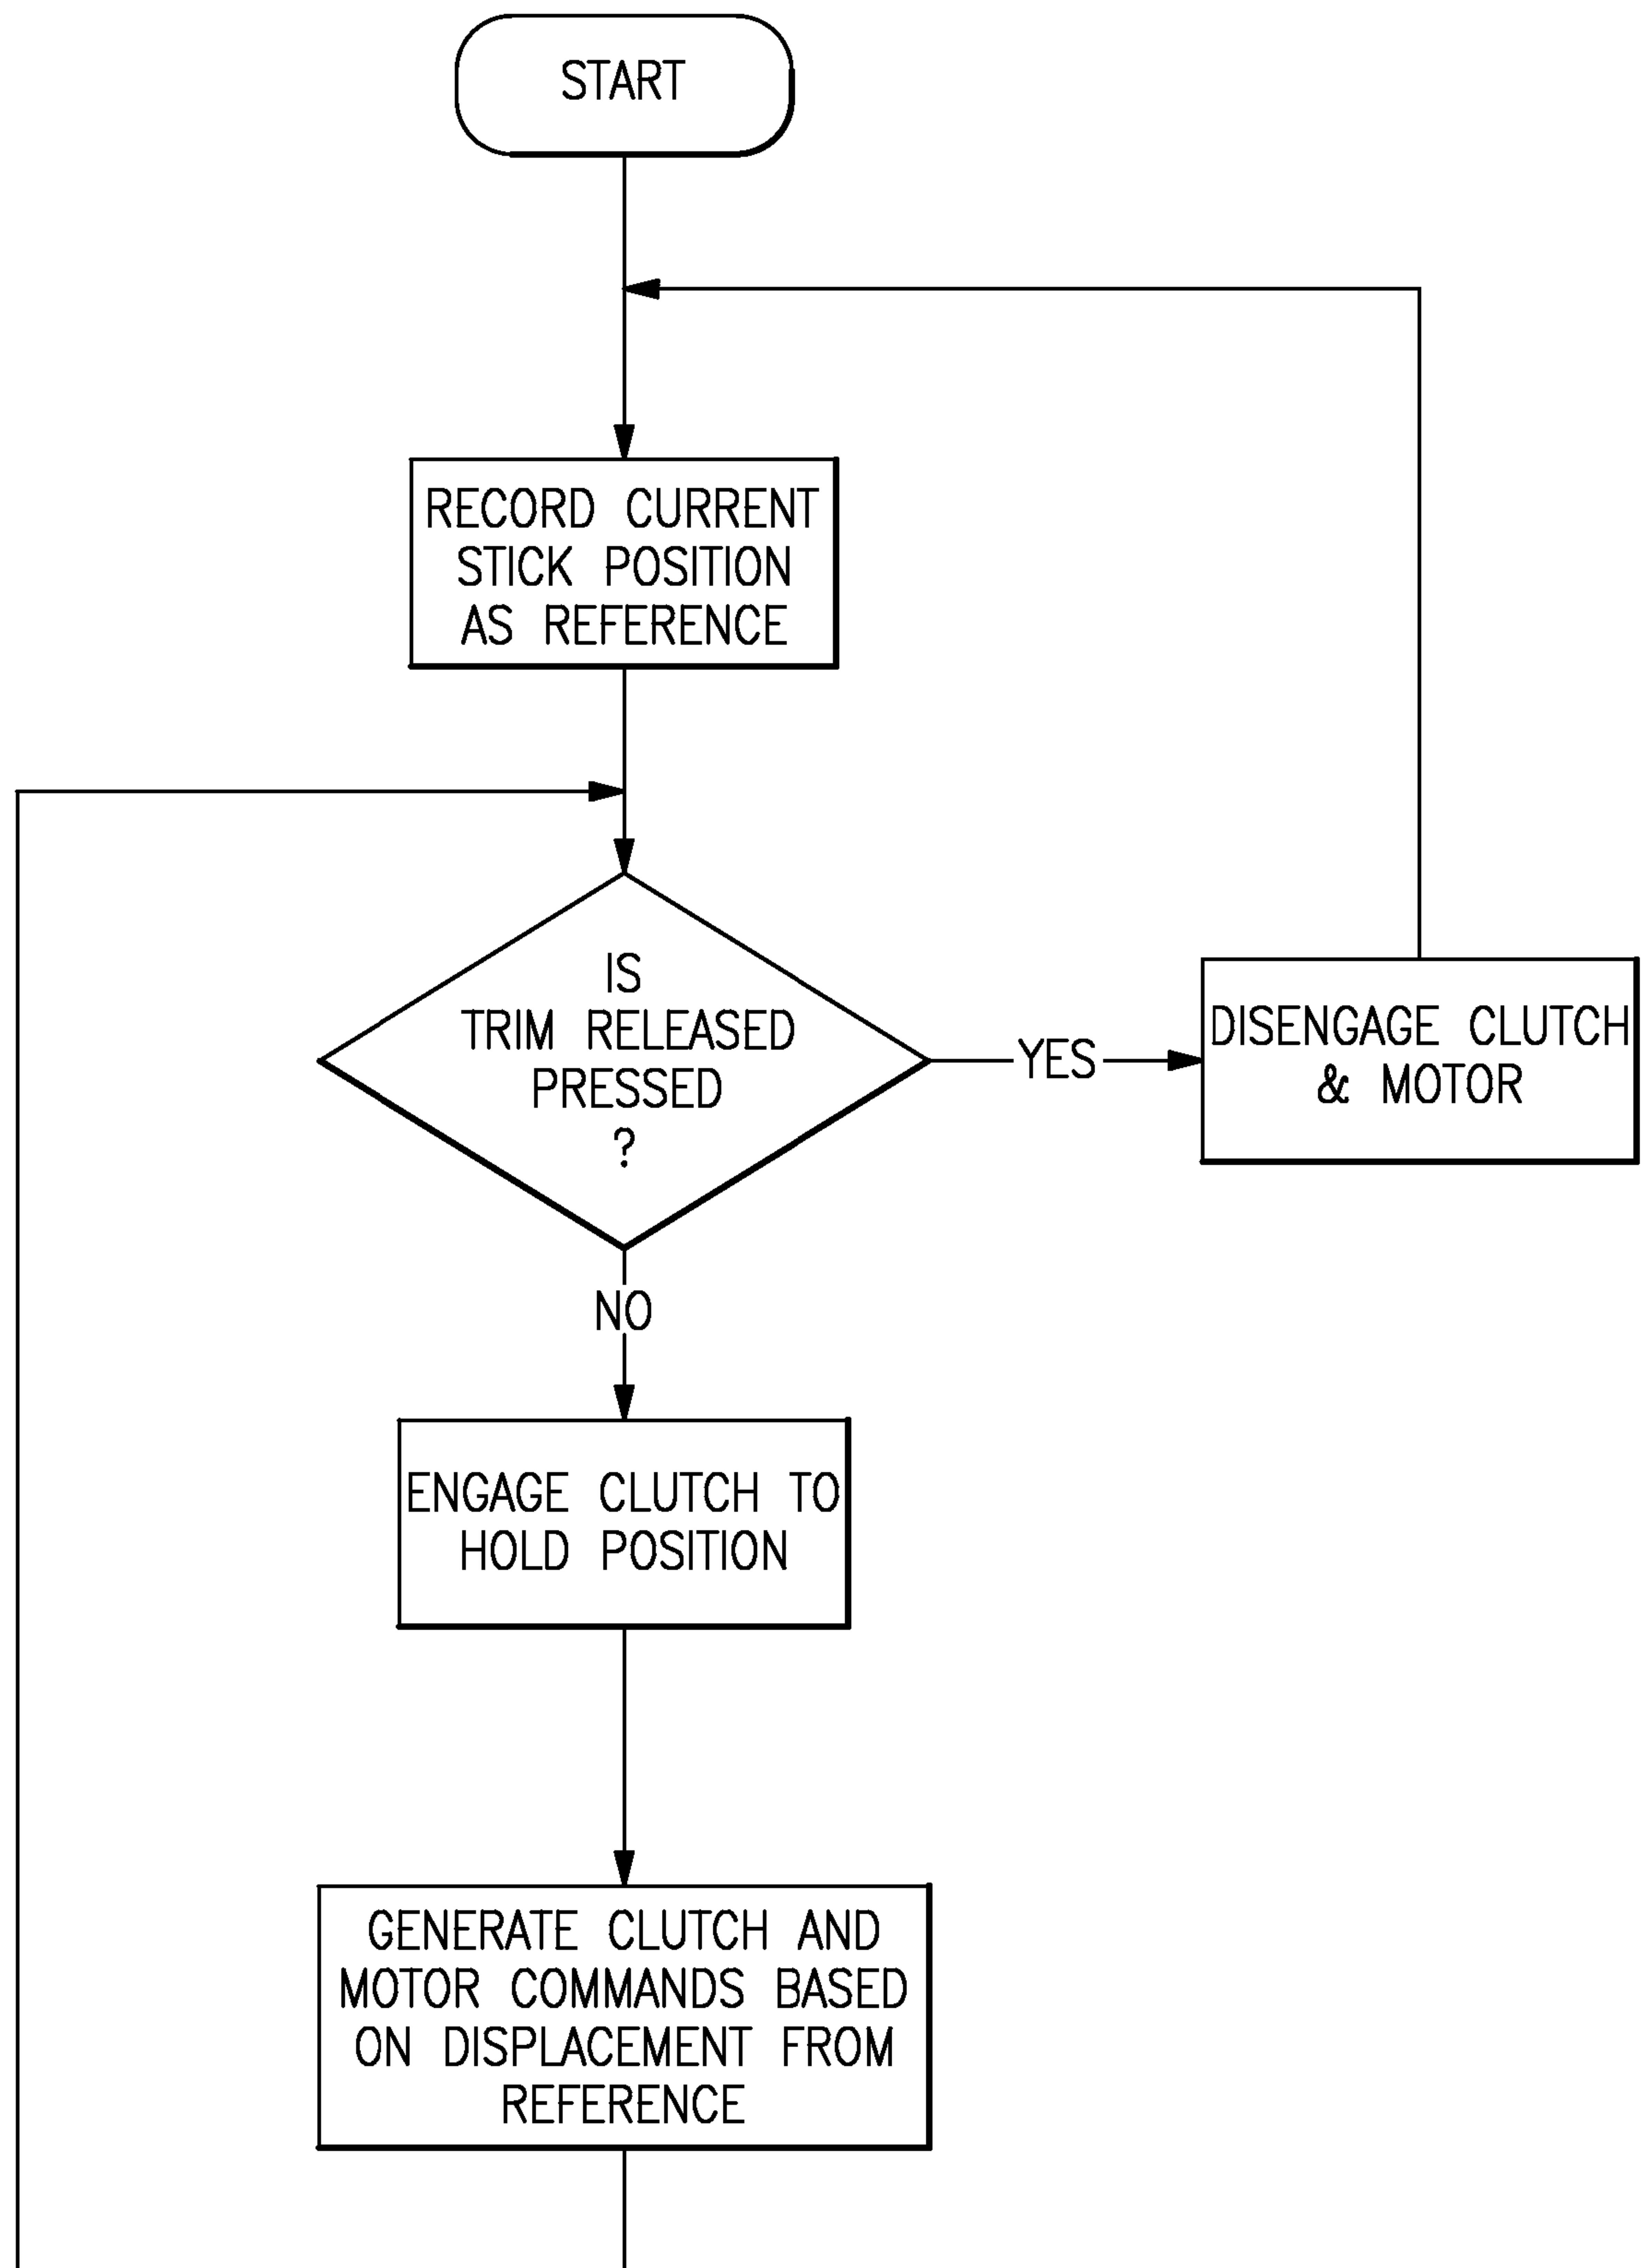 START
RECORD CURRENT
STICK POSITION
AS REFERENCE
IS
TRIM RELEASED
PRESSED
?
YES
DISENGAGE CLUTCH
& MOTOR
NO
ENGAGE CLUTCH TO
HOLD POSITION
GENERATE CLUTCH AND
MOTOR COMMANDS BASED
ON DISPLACEMENT FROM
REFERENCE